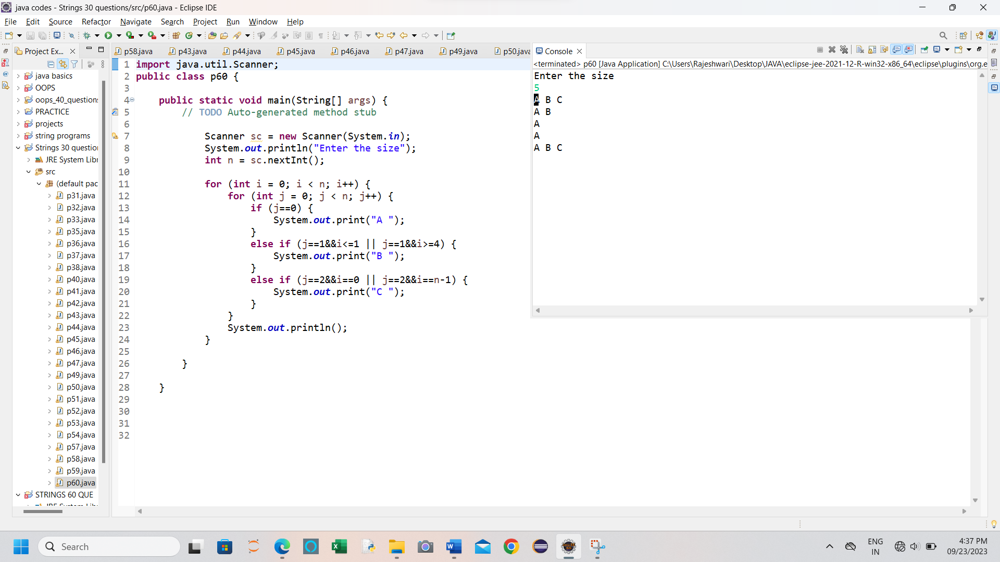 java codes - Strings 30 questions/src/p60.java - Eclipse IDE
File Edit Source Refactor Navigate Search Project Run Window Help
Project Ex...
java basics
OOPS
oops_40_questions
PRACTICE
projects
string programs
Strings 30 question
JRE System Libr
src
(default pac
p31.java
p32.java
p33.java
p35.java
p36.java
p37.java
p38.java
p40.java
p41.java
p42.java
p43.java
p44.java
p45.java
p46.java
p47.java
p49.java
p50.java
p51.java
p52.java
p53.java
p54.java
p57.java
p58.java
p59.java
p60.java
STRINGS 60 QUE
JRE System Libr
p58.java p43.java p44.java p45.java p46.java p47.java p49.java p50.java
1 import java.util.Scanner;
2 public class p60 {
3
4 public static void main(String[] args) {
5 // TODO Auto-generated method stub
6
7 Scanner sc = new Scanner(System.in);
8 System.out.println("Enter the size");
9 int n = sc.nextInt();
10
11 for (int i = 0; i < n; i++) {
12 for (int j = 0; j < n; j++) {
13 if (j==0) {
14 System.out.print("A ");
15 }
16 else if (j==1&&i<=1 || j==1&&i>=4) {
17 System.out.print("B ");
18 }
19 else if (j==2&&i==0 || j==2&&i==n-1) {
20 System.out.print("C ");
21 }
22 }
23 System.out.println();
24 }
25
26 }
27
28 }
29
30
31
32
Console
<terminated> p60 [Java Application] C:\Users\Rajeshwari\Desktop\JAVA\eclipse-jee-2021-12-R-win32-x86_64\eclipse\plugins\org.e
Enter the size
5
A B C
A B
A
A
A B C
Search
ENG
IN
4:37 PM
09/23/2023